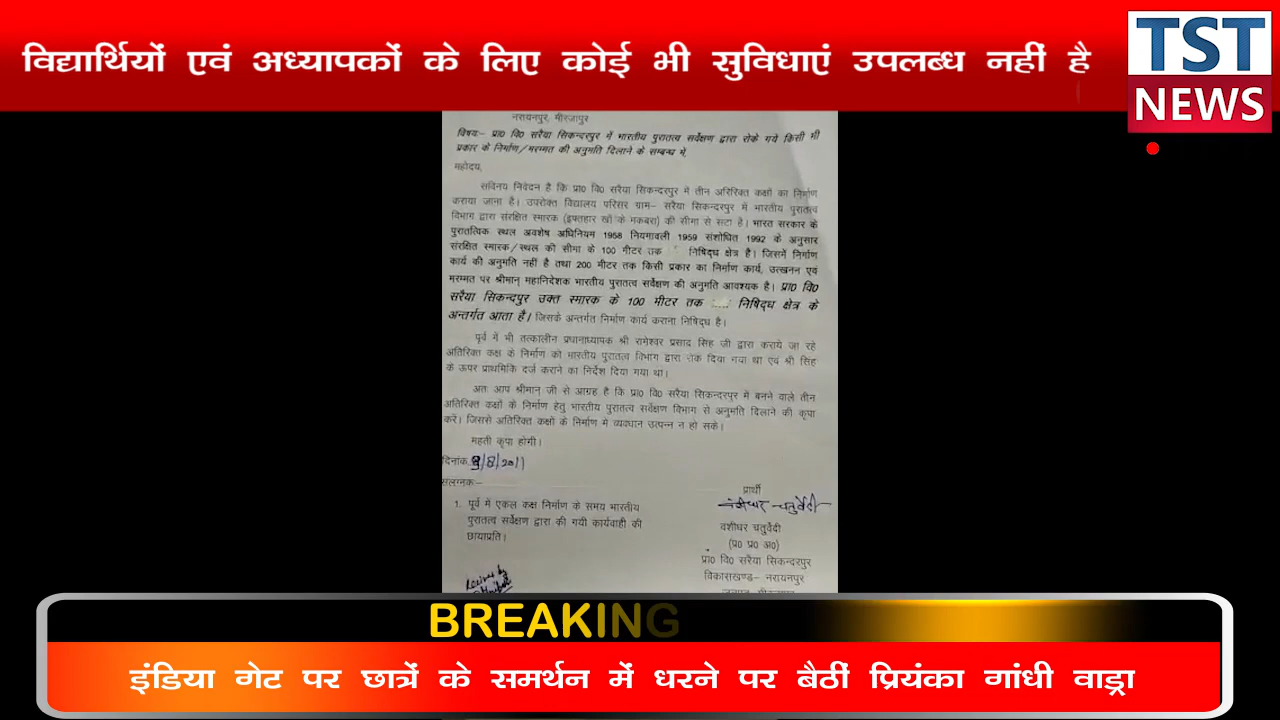 विद्यार्थियों एवं अध्यापकों के लिए कोई भी सुविधाएं उपलब्ध नहीं है
TST
NEWS
नरायनपुर, मीरजापुर
विषयः– प्रा0 वि0 सरैया सिकन्दरपुर में भारतीय पुरातत्व सर्वेक्षण द्वारा रोके गये किसी भी
प्रकार के निर्माण/मरम्मत की अनुमति दिलाने के सम्बन्ध में,
महोदय,
सविनय निवेदन है कि प्रा0 वि0 सरैया सिकन्दरपुर में तीन अरिरिक्त कक्षों का निर्माण
कराया जाना है। उपरोक्त विद्यालय परिसर ग्राम– सरैया सिकन्दरपुर में भारतीय पुरातत्व
विभाग द्वारा संरक्षित स्मारक (इफ्तहार खाँ के मकबरा) की सीमा से सटा है। भारत सरकार के
पुरातत्विक स्थल अवशेष अधिनियम 1958 नियगावली 1959 संशोधित 1992 के अनुसार
संरक्षित स्मारक/स्थल की सीमा के 100 मीटर तक निषिद्ध क्षेत्र है। जिसमें निर्माण
कार्य की अनुमति नहीं है तथा 200 मीटर तक किसी प्रकार का निर्माण कार्य, उत्खनन एवं
मरम्मत पर श्रीमान् महानिदेशक भारतीय पुरातत्व सर्वेक्षण की अनुमति आवश्यक है। प्रा0 वि0
सरैया सिकन्दपुर उक्त स्मारक के 100 मीटर तक निषिद्ध क्षेत्र के
अन्तर्गत आता है। जिसके अन्तर्गत निर्माण कार्य कराना निषिद्ध है।
पूर्व में भी तत्कालीन प्रधानाध्यापक श्री रामेश्वर प्रसाद सिंह जी द्वारा कराये जा रहे
अतिरिक्त कक्ष के निर्माण को भारतीय पुरातत्व विभाग द्वारा रोक दिया गया था एवं श्री सिंह
के ऊपर प्राथमिकि दर्ज कराने का निर्देश दिया गया था।
अतः आप श्रीमान् जी से आग्रह है कि प्रा0 वि0 सरैया सिकन्दरपुर में बनने वाले तीन
अतिरिक्त कक्षों के निर्माण हेतु भारतीय पुरातत्व सर्वेक्षण विभाग से अनुमति दिलाने की कृपा
करें। जिससे अतिरिक्त कक्षों के निर्माण में व्यवधान उत्पन्न न हो सके।
महती कृपा होगी।
दिनांक 9/8/2011
सलग्नकः–
प्रार्थी
वंशीधर चतुर्वेदी
1. पूर्व में एकल कक्ष निर्माण के समय भारतीय
पुरातत्व सर्वेक्षण द्वारा की गयी कार्यवाही की
छायाप्रति।
वशीधर चतुर्वेदी
(प्र0 प्र0 अ0)
प्रा0 वि0 सरैया सिकन्दरपुर
विकासखण्ड– नरायनपुर
BREAKING
इंडिया गेट पर छात्रें के समर्थन में धरने पर बैठीं प्रियंका गांधी वाड्रा